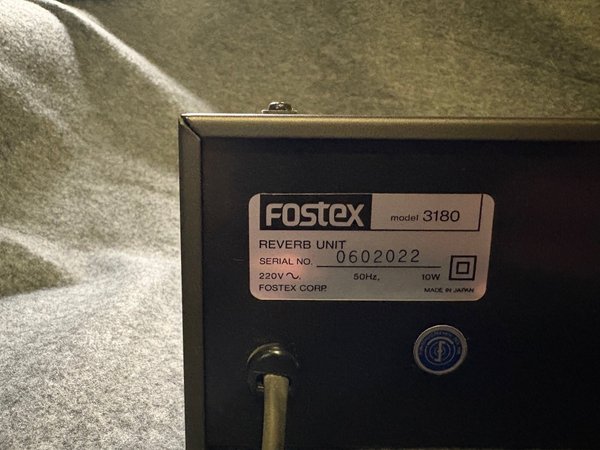 Fostex model 3180
REVERB UNIT
SERIAL NO. 0602022
220V～. 50Hz, 10W
FOSTEX CORP. MADE IN JAPAN